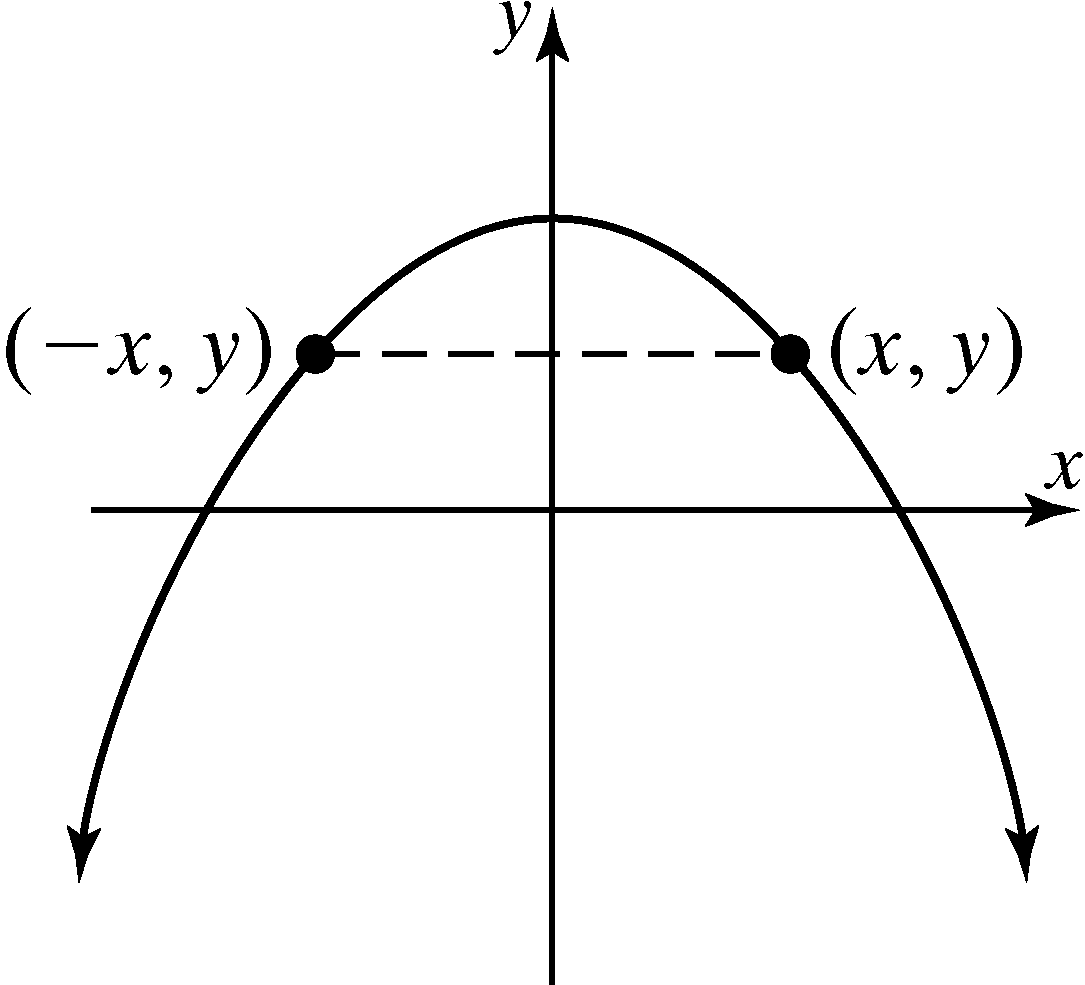 y
(−x, y)
(x, y)
x